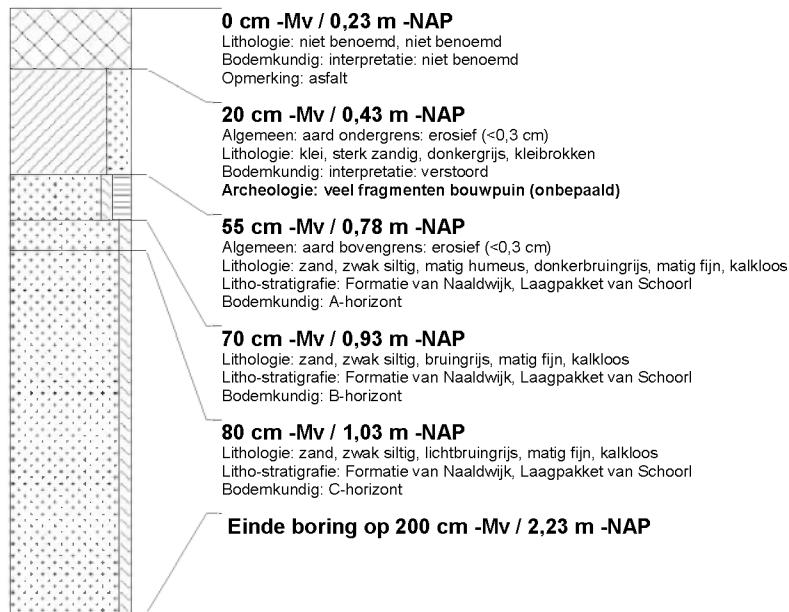 0 cm -Mv / 0,23 m -NAP
Lithologie: niet benoemd, niet benoemd
Bodemkundig: interpretatie: niet benoemd
Opmerking: asfalt
20 cm -Mv / 0,43 m -NAP
Algemeen: aard ondergrens: erosief (<0,3 cm)
Lithologie: klei, sterk zandig, donkergrijs, kleibrokken
Bodemkundig: interpretatie: verstoord
Archeologie: veel fragmenten bouwpuin (onbepaald)
55 cm -Mv / 0,78 m -NAP
Algemeen: aard bovengrens: erosief (<0,3 cm)
Lithologie: zand, zwak siltig, matig humeus, donkerbruingrijs, matig fijn, kalkloos
Litho-stratigrafie: Formatie van Naaldwijk, Laagpakket van Schoorl
Bodemkundig: A-horizont
70 cm -Mv / 0,93 m -NAP
Lithologie: zand, zwak siltig, bruingrijs, matig fijn, kalkloos
Litho-stratigrafie: Formatie van Naaldwijk, Laagpakket van Schoorl
Bodemkundig: B-horizont
80 cm -Mv / 1,03 m -NAP
Lithologie: zand, zwak siltig, lichtbruingrijs, matig fijn, kalkloos
Litho-stratigrafie: Formatie van Naaldwijk, Laagpakket van Schoorl
Bodemkundig: C-horizont
Einde boring op 200 cm -Mv / 2,23 m -NAP